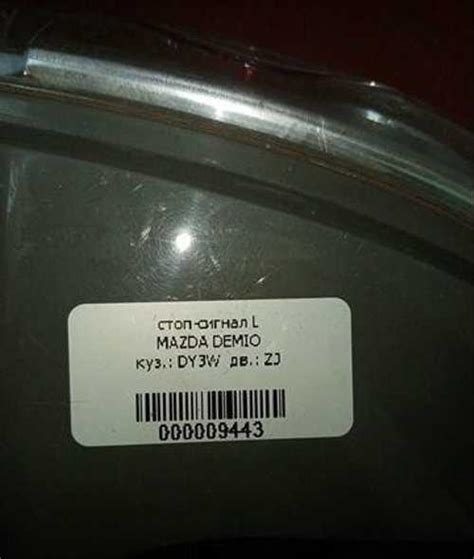 стоп-сигнал L
MAZDA DEMIO
куз.: DY3W дв.: ZJ
000009443